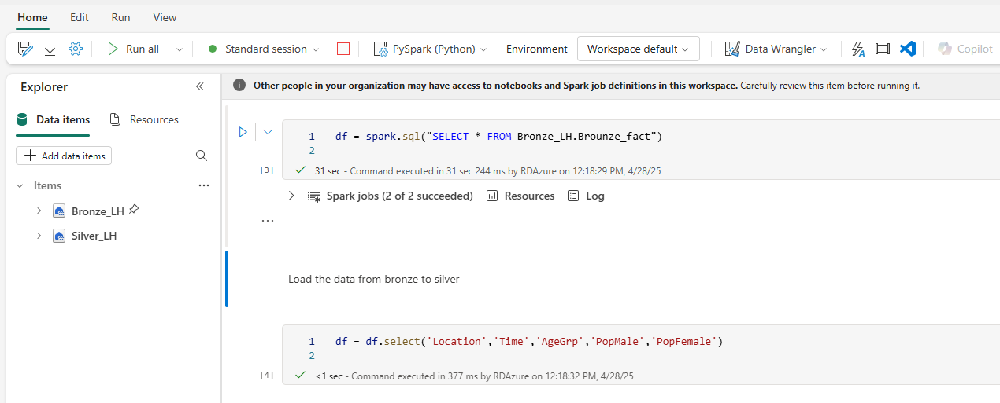 Home Edit Run View
Run all Standard session PySpark (Python) Environment Workspace default Data Wrangler Copilot
Explorer
Other people in your organization may have access to notebooks and Spark job definitions in this workspace. Carefully review this item before running it.
Data items Resources
Add data items
Items
Bronze_LH
Silver_LH
1 df = spark.sql("SELECT * FROM Bronze_LH.Brounze_fact")
2
[3] 31 sec - Command executed in 31 sec 244 ms by RDAzure on 12:18:29 PM, 4/28/25
Spark jobs (2 of 2 succeeded) Resources Log
Load the data from bronze to silver
1 df = df.select('Location','Time','AgeGrp','PopMale','PopFemale')
2
[4] <1 sec - Command executed in 377 ms by RDAzure on 12:18:32 PM, 4/28/25